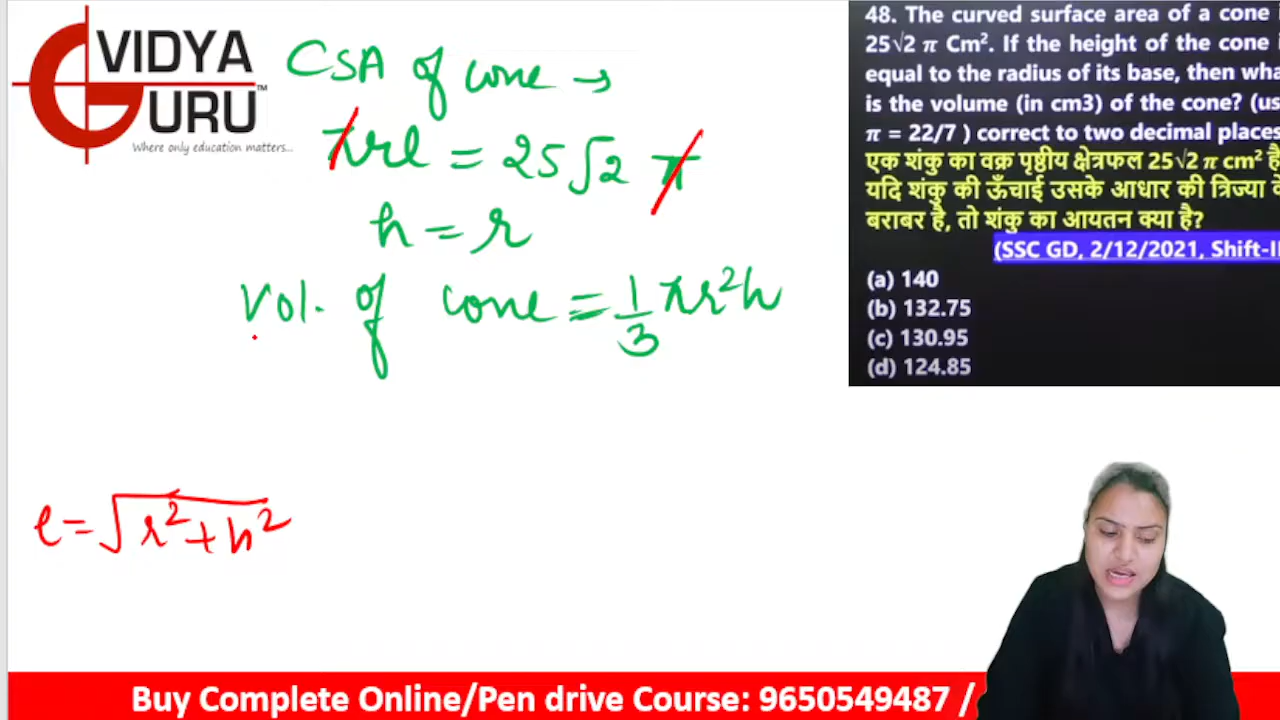 VIDYA
GURU™
Where only education matters...
CSA of cone →
πrl = 25√2 π
h = r
Vol. of cone = 1/3 πr²h
l = √r²+h²
48. The curved surface area of a cone
25√2 π Cm². If the height of the cone
equal to the radius of its base, then
is the volume (in cm3) of the cone?
π = 22/7 ) correct to two decimal places
एक शंकु का वक्र पृष्ठीय क्षेत्रफल 25√2 π cm² है
यदि शंकु की ऊँचाई उसके आधार की त्रिज्या
बराबर है, तो शंकु का आयतन क्या है?
(SSC GD, 2/12/2021, Shift-II
(a) 140
(b) 132.75
(c) 130.95
(d) 124.85
Buy Complete Online/Pen drive Course: 9650549487 /